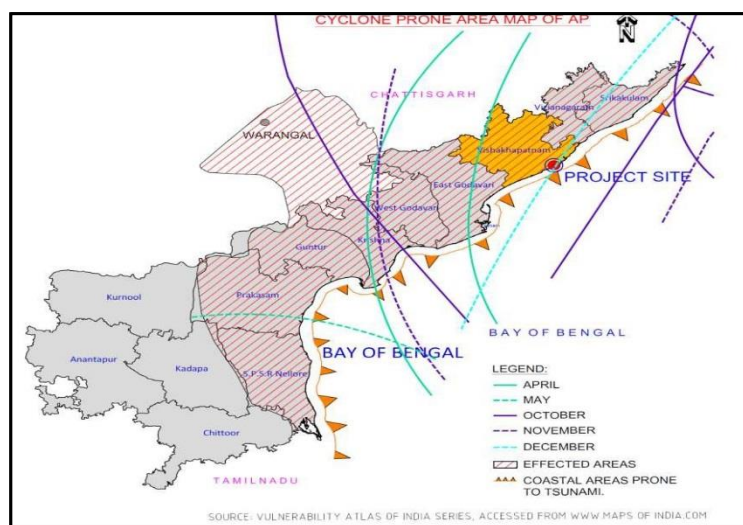 CYCLONE PRONE AREA MAP OF AP
N
CHATTISGARH
WARANGAL
Srikakulam
Vizianagaram
Vishakhapatnam
PROJECT SITE
East Godavari
West Godavari
Krishna
Guntur
Prakasam
Kurnool
BAY OF BENGAL
BAY OF BENGAL
Anantapur
Kadapa
S.P.S.R Nellore
Chittoor
TAMILNADU
LEGEND:
APRIL
MAY
OCTOBER
NOVEMBER
DECEMBER
EFFECTED AREAS
COASTAL AREAS PRONE
TO TSUNAMI.
SOURCE: VULNERABILITY ATLAS OF INDIA SERIES, ACCESSED FROM WWW.MAPS OF INDIA.COM